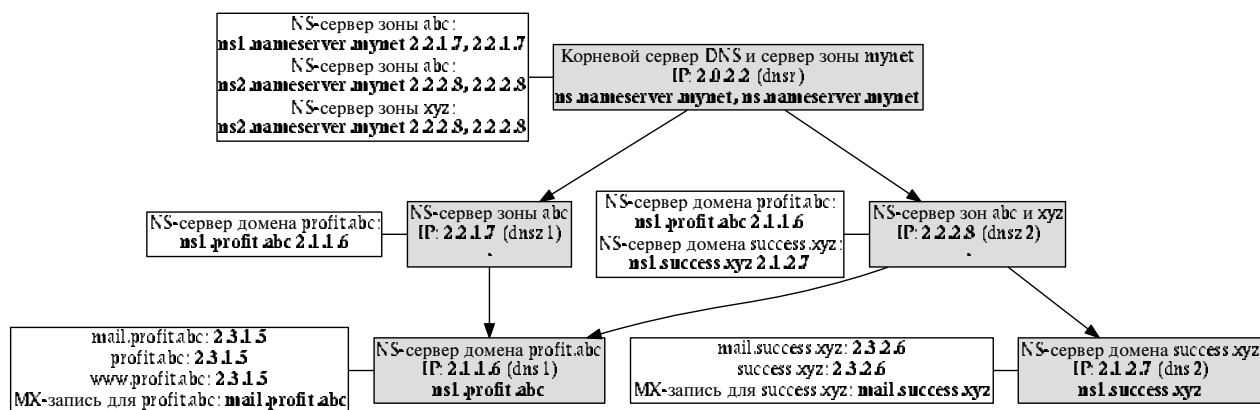 NS-сервер зоны abc:
ns1.nameserver.mynet 2.2.1.7, 2.2.1.7
NS-сервер зоны abc:
ns2.nameserver.mynet 2.2.2.8, 2.2.2.8
NS-сервер зоны xyz:
ns2.nameserver.mynet 2.2.2.8, 2.2.2.8
Корневой сервер DNS и сервер зоны mynet
IP: 2.0.2.2 (dnsr)
ns.nameserver.mynet, ns.nameserver.mynet
NS-сервер домена profit.abc:
ns1.profit.abc 2.1.1.6
NS-сервер зоны abc
IP: 2.2.1.7 (dnsz1)
.
NS-сервер домена profit.abc:
ns1.profit.abc 2.1.1.6
NS-сервер домена success.xyz:
ns1.success.xyz 2.1.2.7
NS-сервер зон abc и xyz
IP: 2.2.2.8 (dnsz2)
.
mail.profit.abc: 2.3.1.5
profit.abc: 2.3.1.5
www.profit.abc: 2.3.1.5
MX-запись для profit.abc: mail.profit.abc
NS-сервер домена profit.abc
IP: 2.1.1.6 (dns1)
ns1.profit.abc
mail.success.xyz: 2.3.2.6
success.xyz: 2.3.2.6
MX-запись для success.xyz: mail.success.xyz
NS-сервер домена success.xyz
IP: 2.1.2.7 (dns2)
ns1.success.xyz